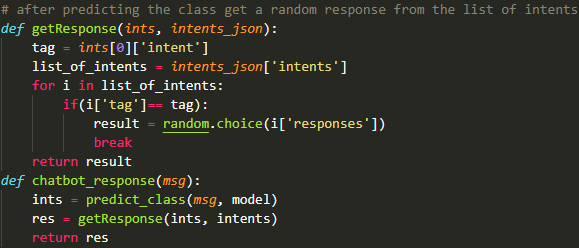 # after predicting the class get a random response from the list of intents
def getResponse(ints, intents_json):
    tag = ints[0]['intent']
    list_of_intents = intents_json['intents']
    for i in list_of_intents:
        if(i['tag']== tag):
            result = random.choice(i['responses'])
            break
    return result
def chatbot_response(msg):
    ints = predict_class(msg, model)
    res = getResponse(ints, intents)
    return res